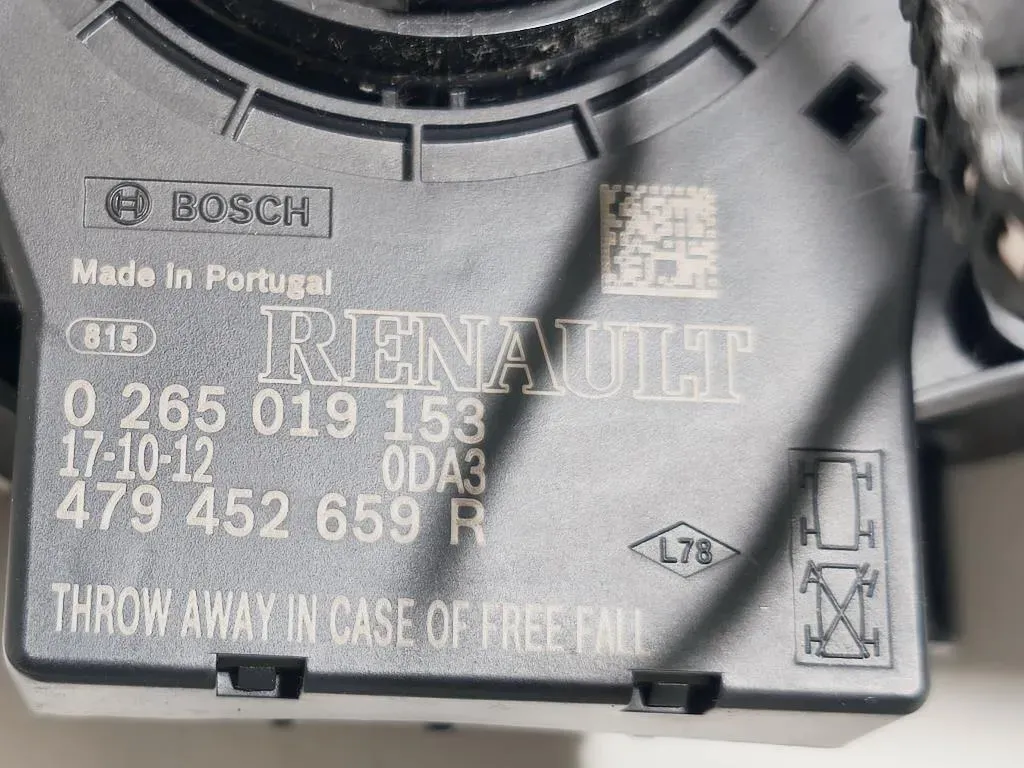 BOSCH
Made in Portugal
815
RENAULT
0 265 019 153
17-10-12 0DA3
479 452 659 R
L78
THROW AWAY IN CASE OF FREE FALL